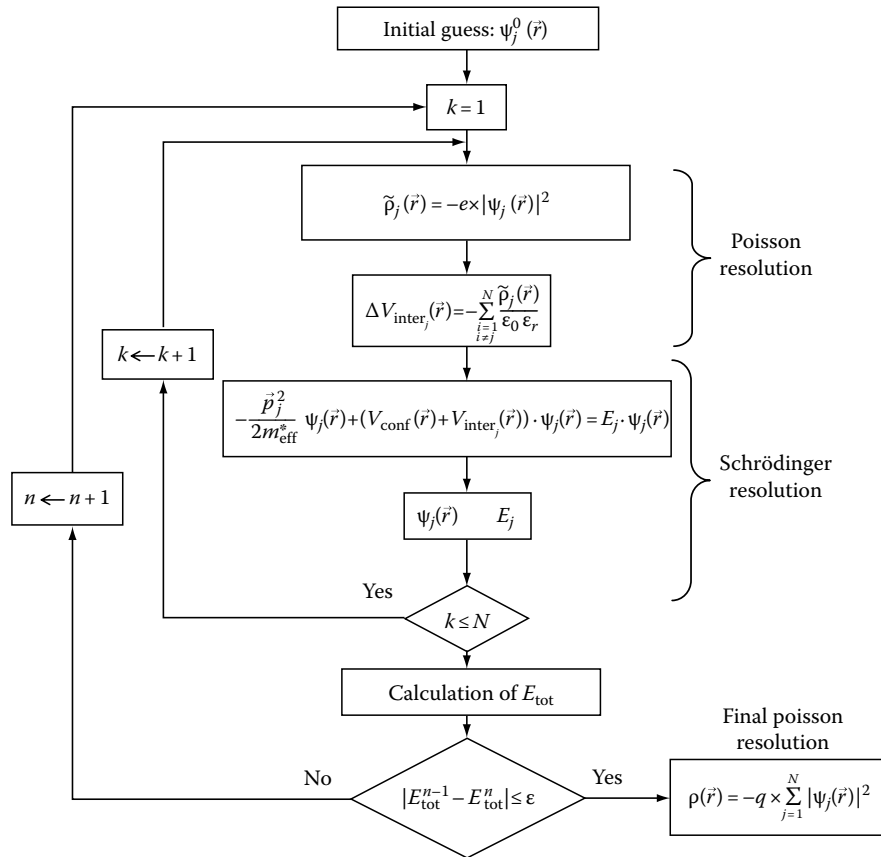 Initial guess: ψ_j^0 (r⃗)
k = 1
ρ̃_j (r⃗) = −e×|ψ_j (r⃗)|^2
Poisson
resolution
ΔV_inter_j (r⃗) = −∑_{i=1, i≠j}^{N} ρ̃_j(r⃗) / ε_0 ε_r
k ← k + 1
−p⃗_j^2 / 2m*_eff ψ_j(r⃗) + (V_conf (r⃗) + V_inter_j (r⃗)) · ψ_j(r⃗) = E_j · ψ_j(r⃗)
Schrödinger
resolution
n ← n + 1
ψ_j(r⃗) E_j
Yes
k ≤ N
Calculation of E_tot
Final poisson
resolution
No
|E_tot^{n−1} − E_tot^n| ≤ ε
Yes
ρ(r⃗) = −q × ∑_{j=1}^{N} |ψ_j(r⃗)|^2